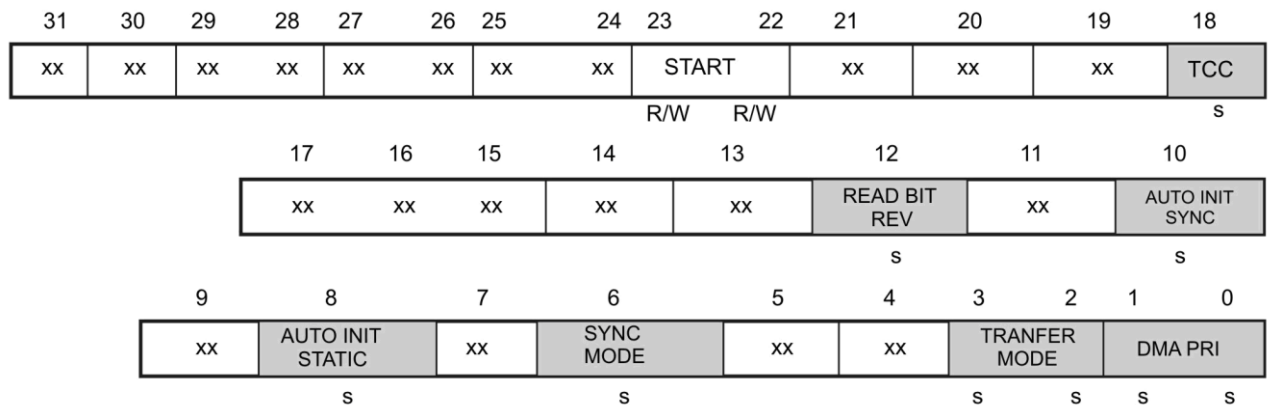 31 30 29 28 27 26 25 24 23 22 21 20 19 18
xx xx xx xx xx xx xx xx START xx xx xx TCC
R/W R/W s
17 16 15 14 13 12 11 10
xx xx xx xx xx READ BIT REV xx AUTO INIT SYNC
s s
9 8 7 6 5 4 3 2 1 0
xx AUTO INIT STATIC xx SYNC MODE xx xx TRANFER MODE DMA PRI
s s s s s s